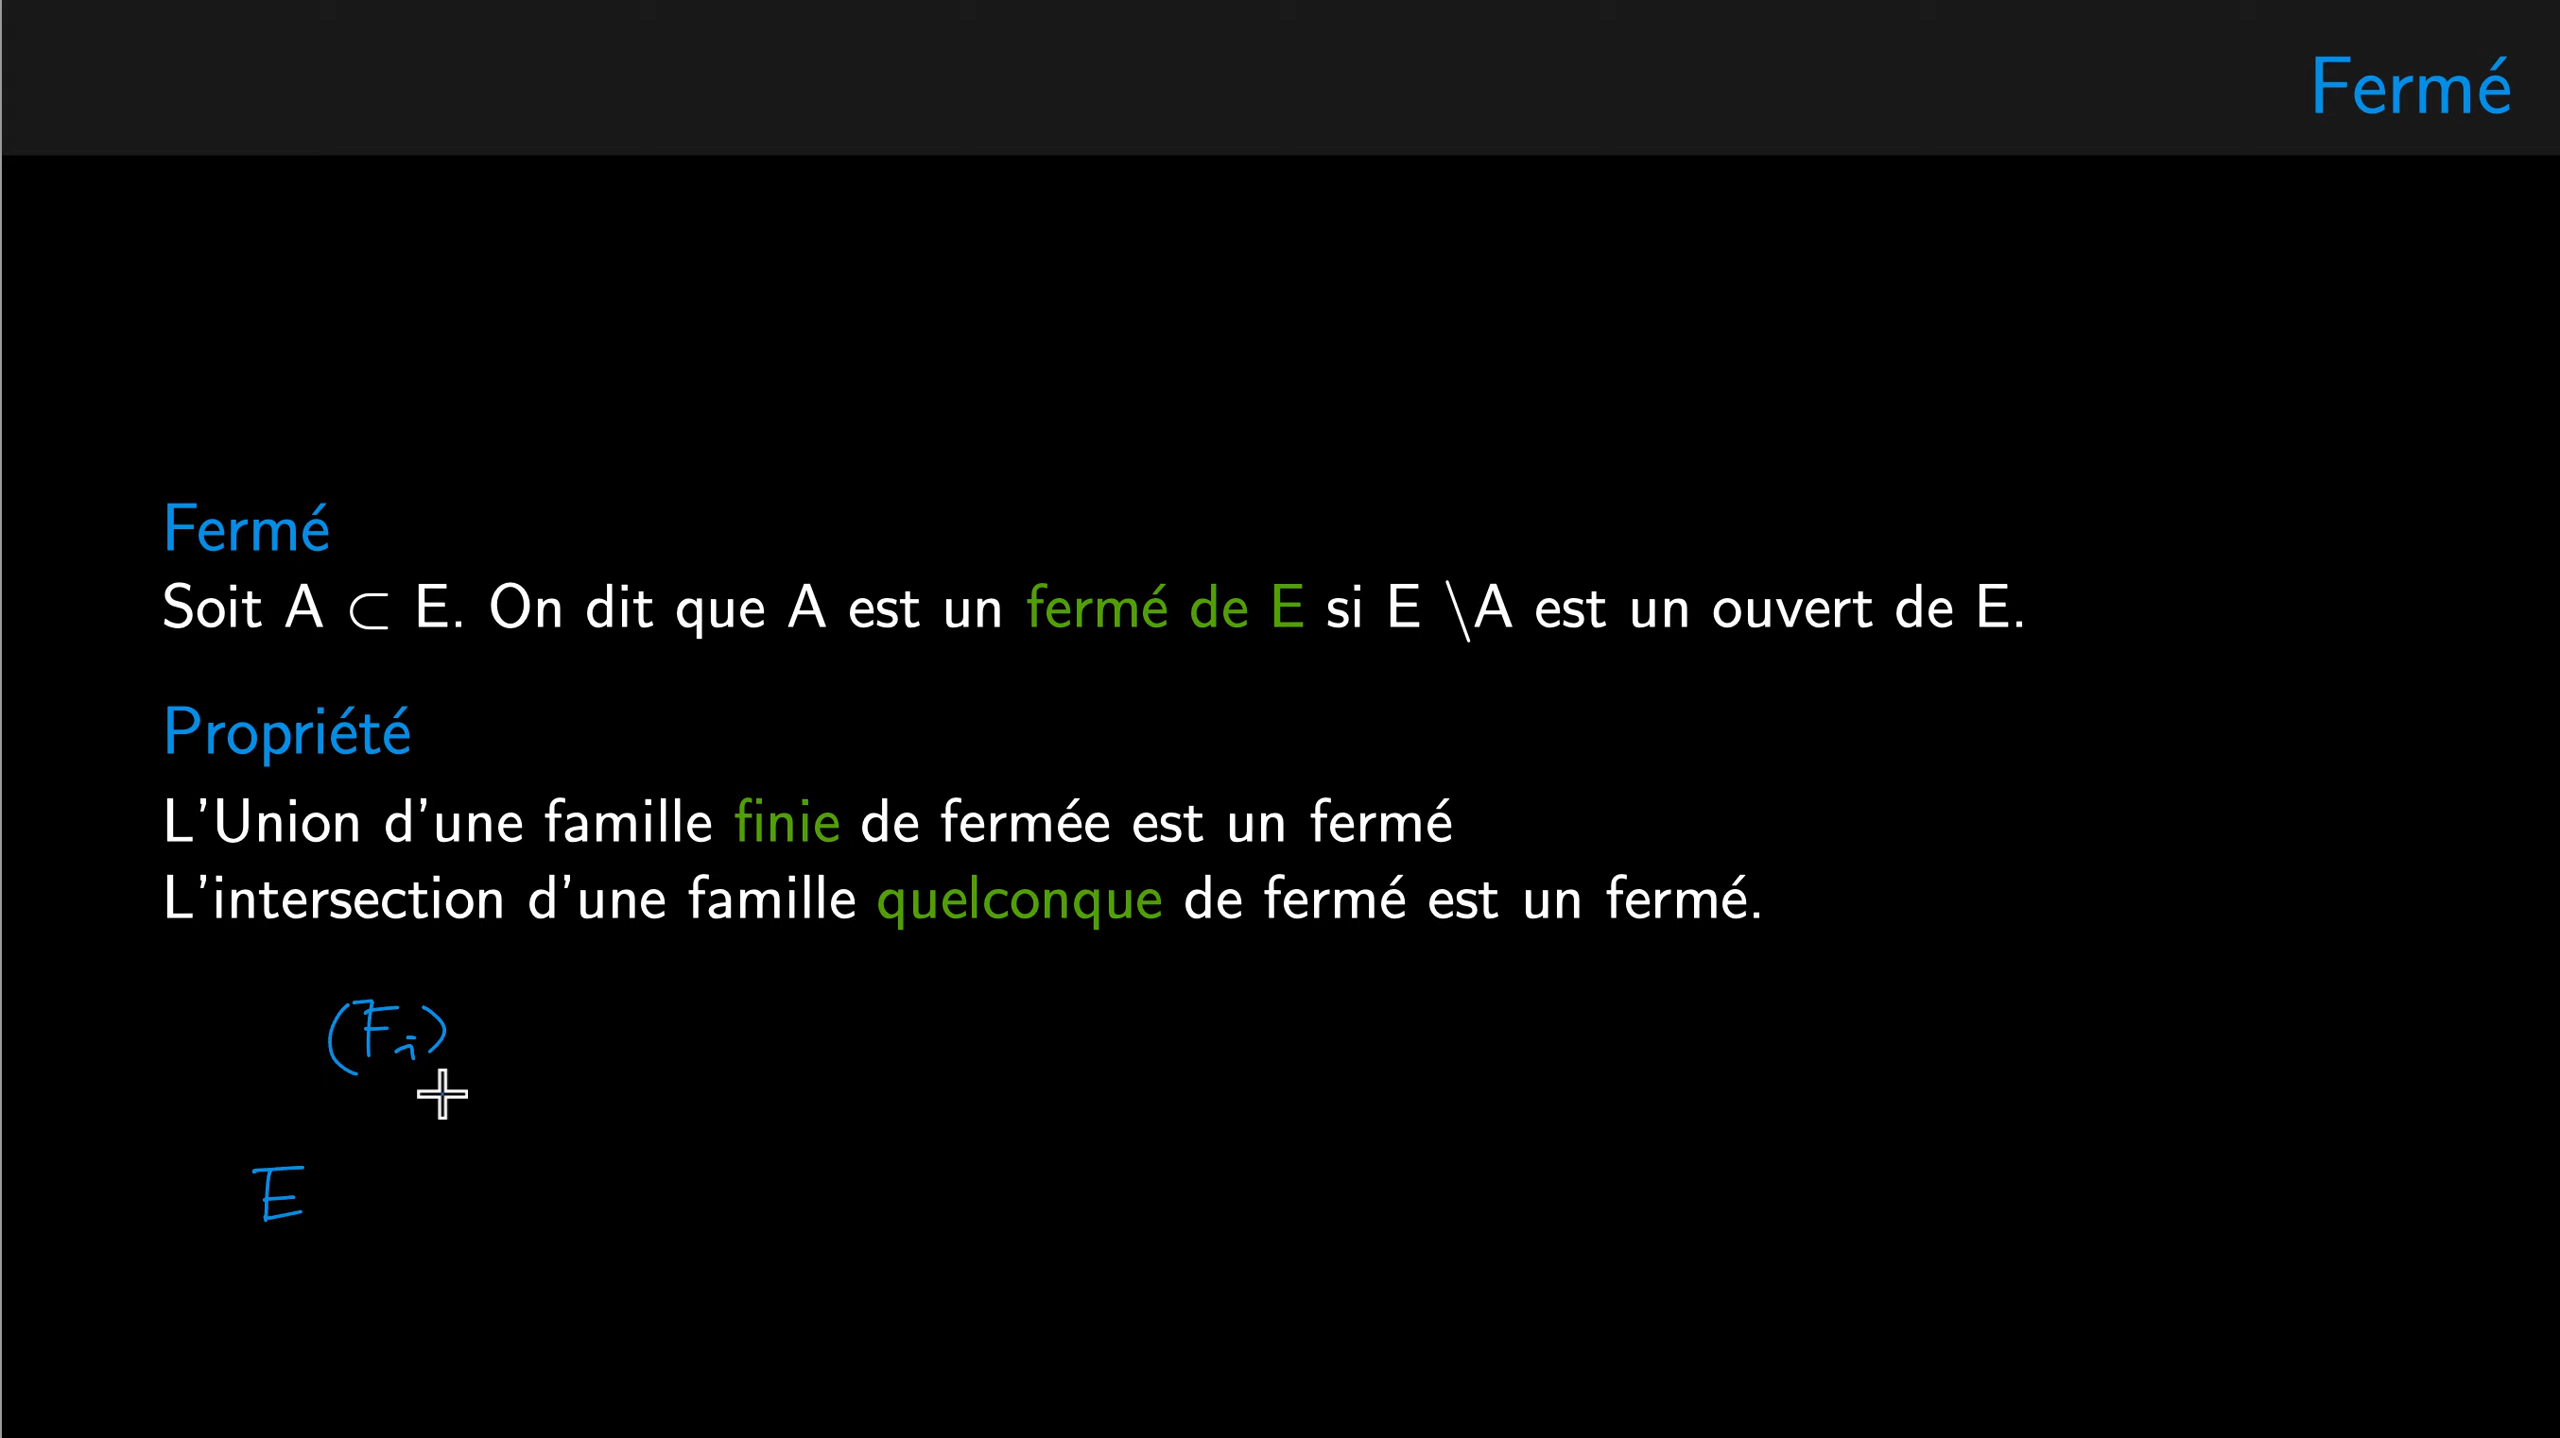 Fermé
Fermé
Soit A ⊂ E. On dit que A est un fermé de E si E \A est un ouvert de E.
Propriété
L'Union d'une famille finie de fermée est un fermé
L'intersection d'une famille quelconque de fermé est un fermé.
(Fi)
E